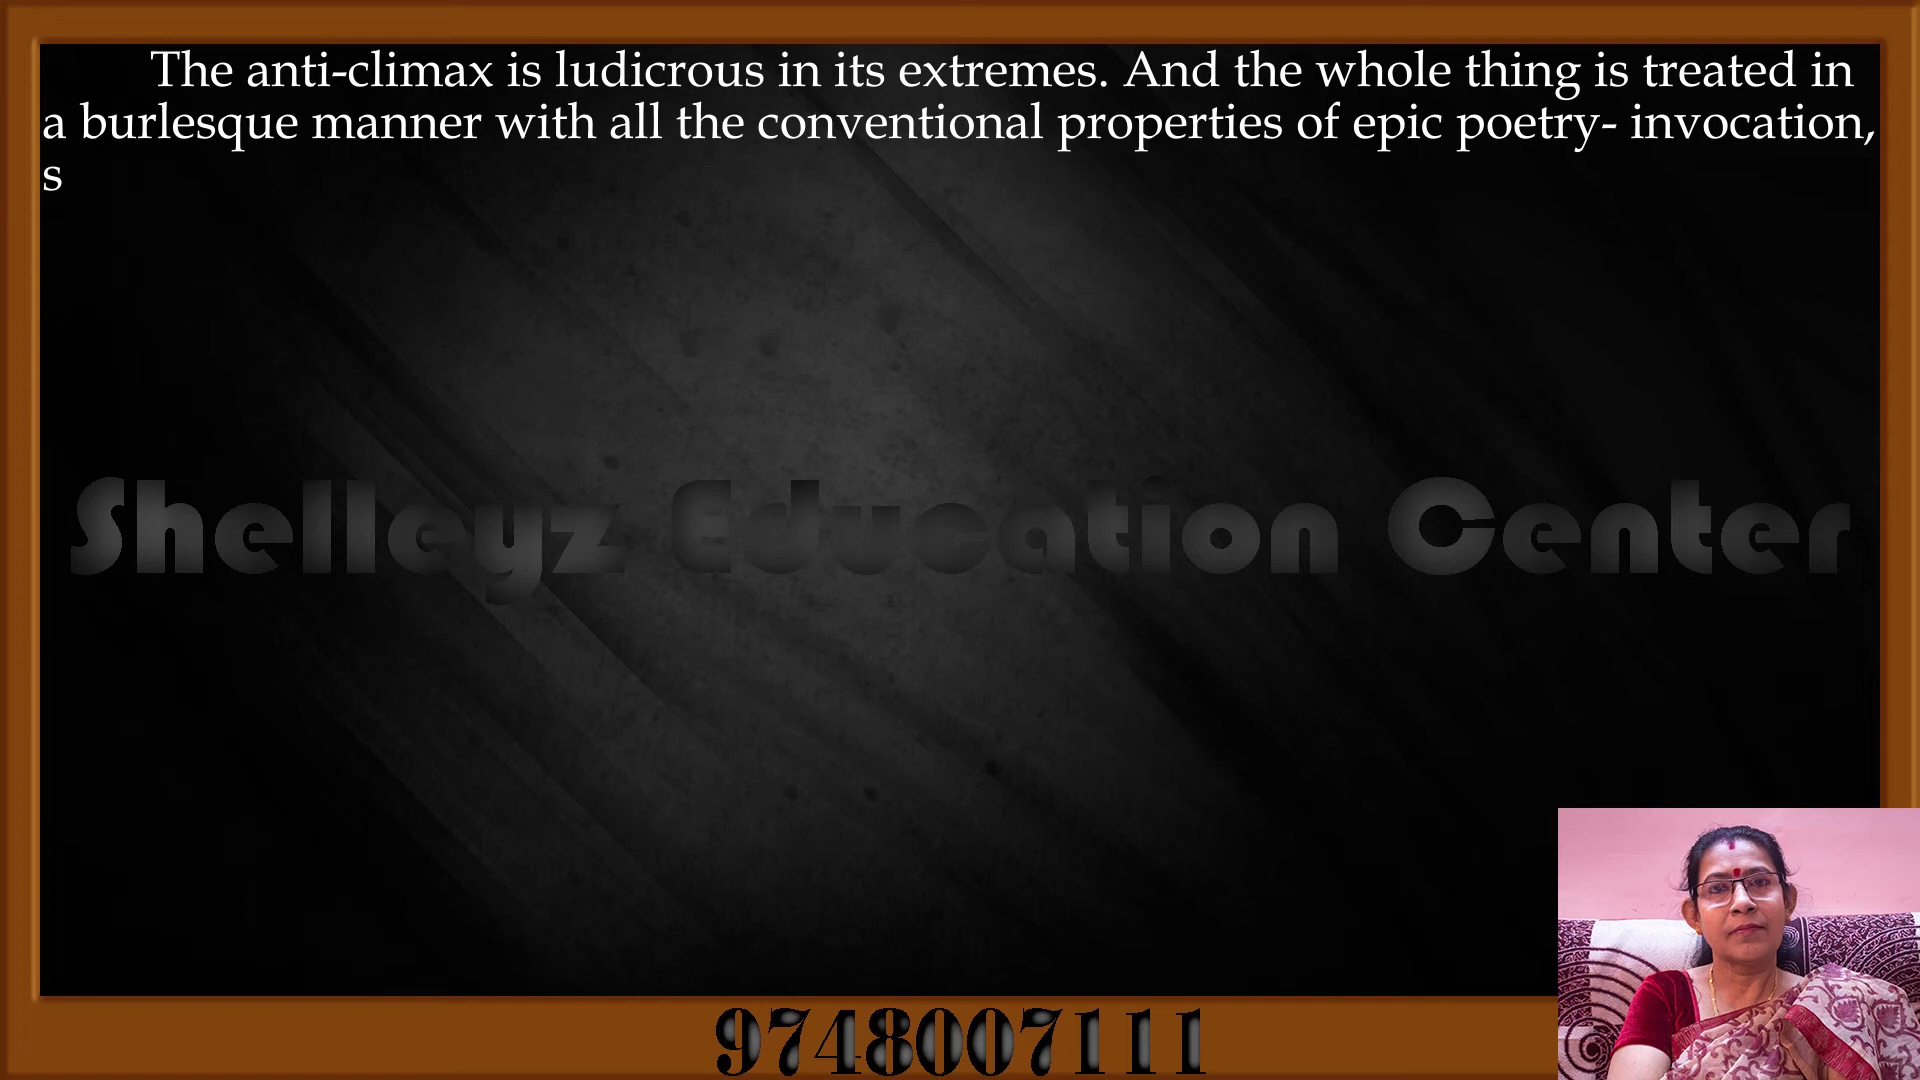 The anti-climax is ludicrous in its extremes. And the whole thing is treated in
a burlesque manner with all the conventional properties of epic poetry- invocation,
s
Shelleyz Education Center
9748007111